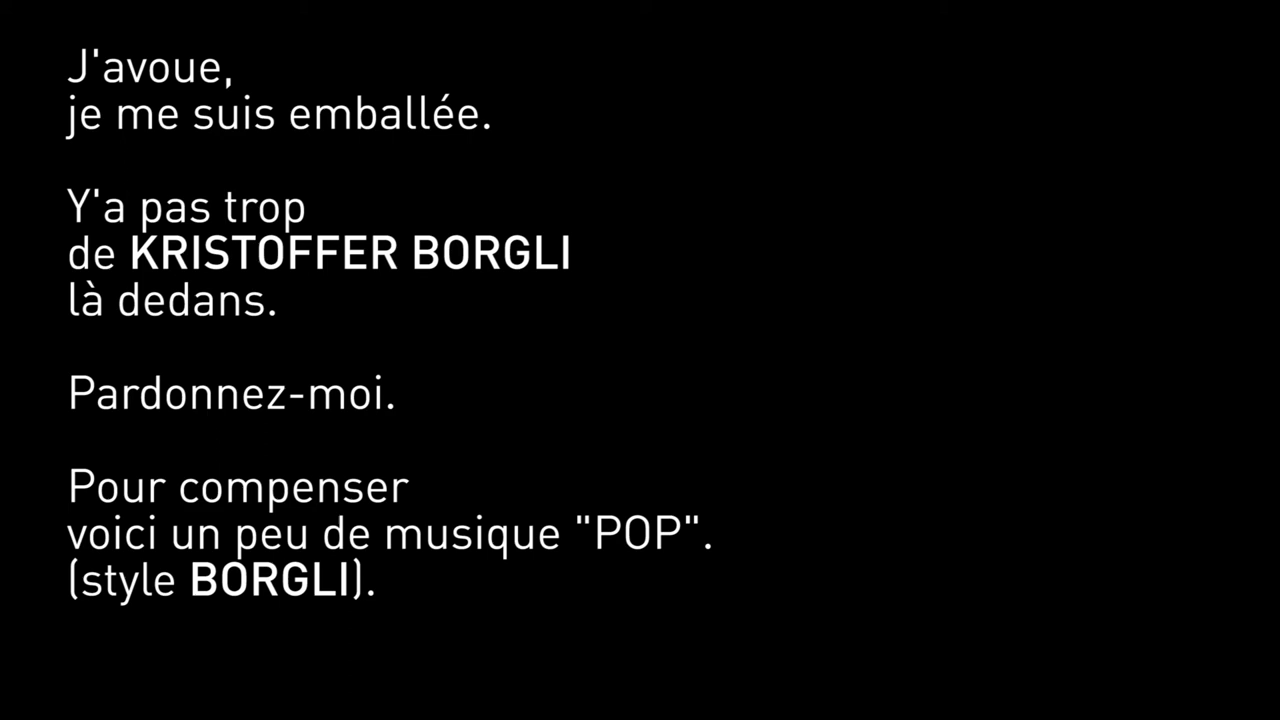 J'avoue,
je me suis emballée.
Y'a pas trop
de KRISTOFFER BORGLI
là dedans.
Pardonnez-moi.
Pour compenser
voici un peu de musique "POP".
(style BORGLI).